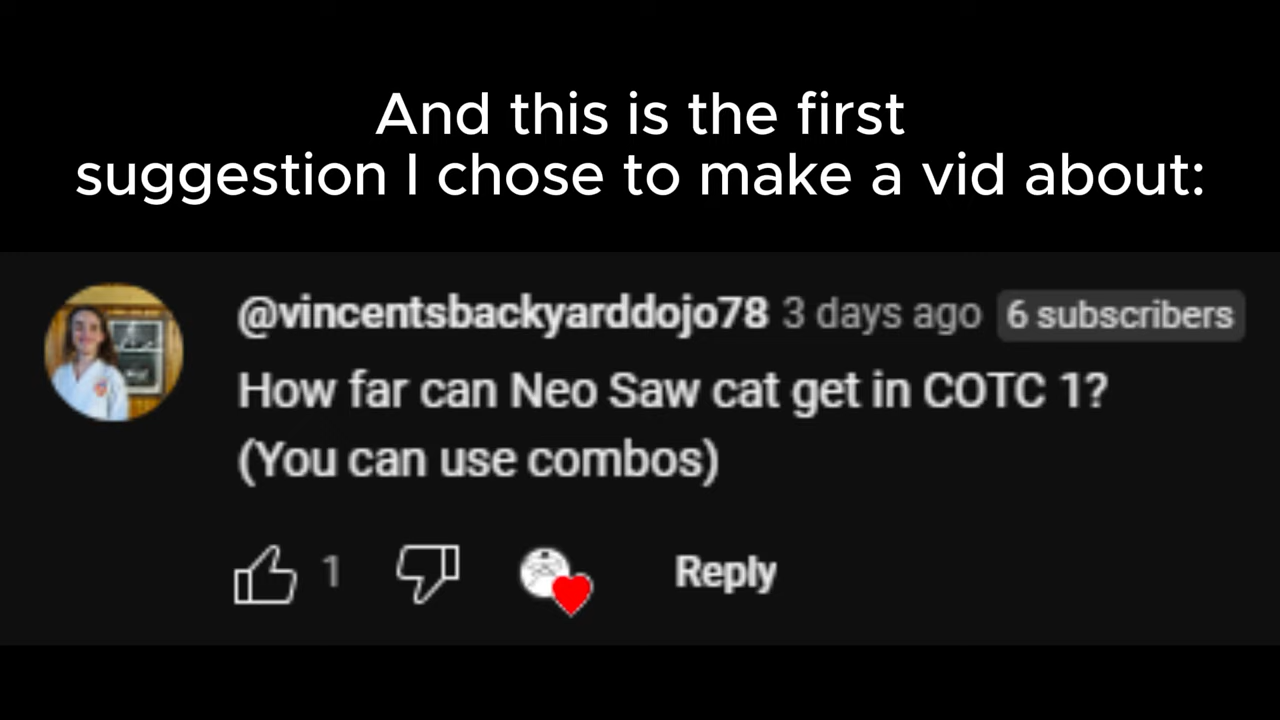 And this is the first
suggestion I chose to make a vid about:
@vincentsbackyarddojo78 3 days ago 6 subscribers
How far can Neo Saw cat get in COTC 1?
(You can use combos)
1 Reply